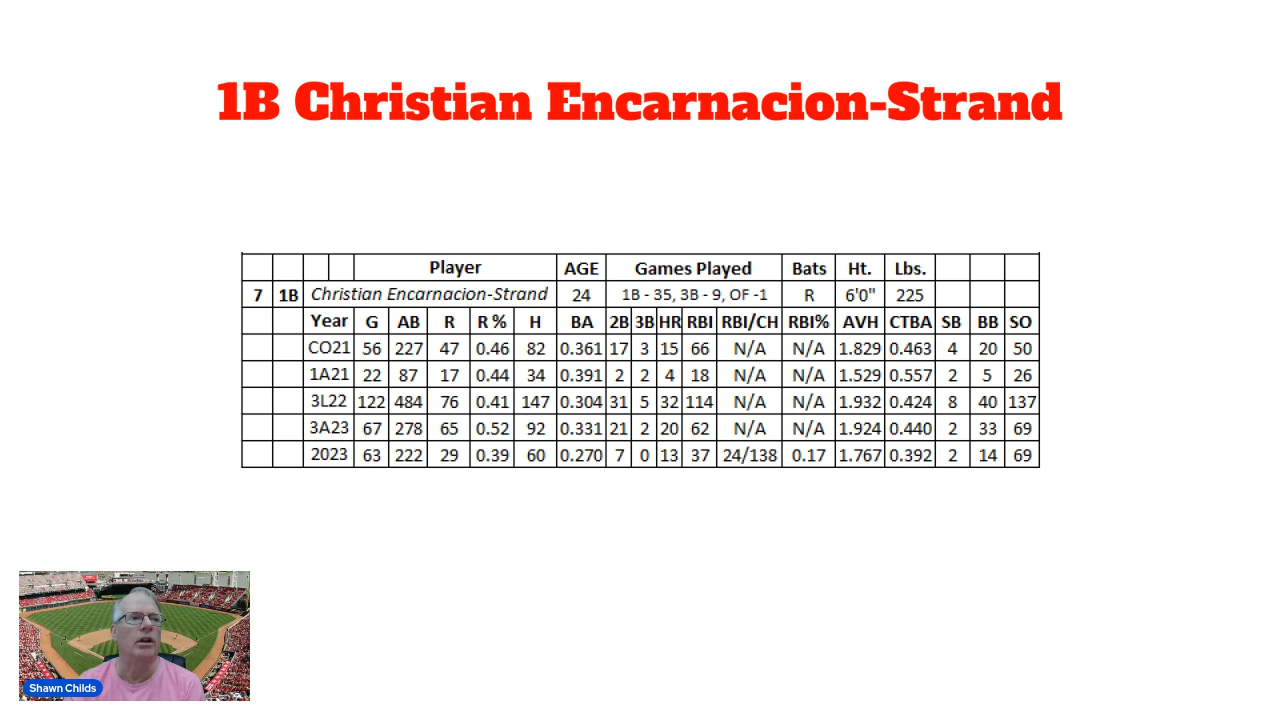 1B Christian Encarnacion-Strand
Player AGE Games Played Bats Ht. Lbs.
7 1B Christian Encarnacion-Strand 24 1B - 35, 3B - 9, OF -1 R 6'0" 225
Year G AB R R % H BA 2B 3B HR RBI RBI/CH RBI% AVH CTBA SB BB SO
CO21 56 227 47 0.46 82 0.361 17 3 15 66 N/A N/A 1.829 0.463 4 20 50
1A21 22 87 17 0.44 34 0.391 2 2 4 18 N/A N/A 1.529 0.557 2 5 26
3L22 122 484 76 0.41 147 0.304 31 5 32 114 N/A N/A 1.932 0.424 8 40 137
3A23 67 278 65 0.52 92 0.331 21 2 20 62 N/A N/A 1.924 0.440 2 33 69
2023 63 222 29 0.39 60 0.270 7 0 13 37 24/138 0.17 1.767 0.392 2 14 69
Shawn Childs